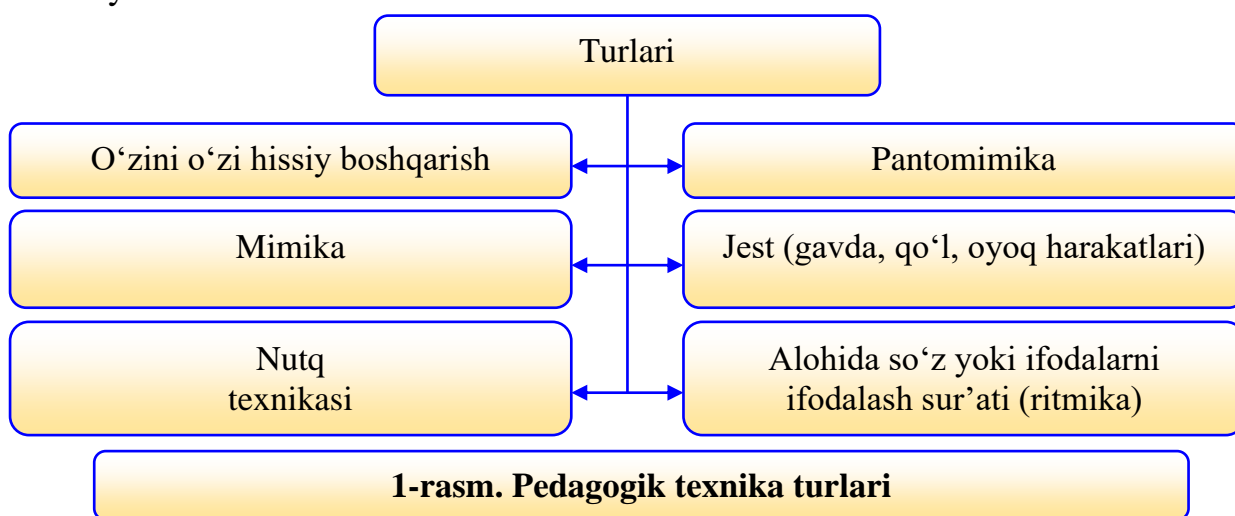 Turlari
O‘zini o‘zi hissiy boshqarish
Pantomimika
Mimika
Jest (gavda, qo‘l, oyoq harakatlari)
Nutq
texnikasi
Alohida so‘z yoki ifodalarni
ifodalash sur’ati (ritmika)
1-rasm. Pedagogik texnika turlari